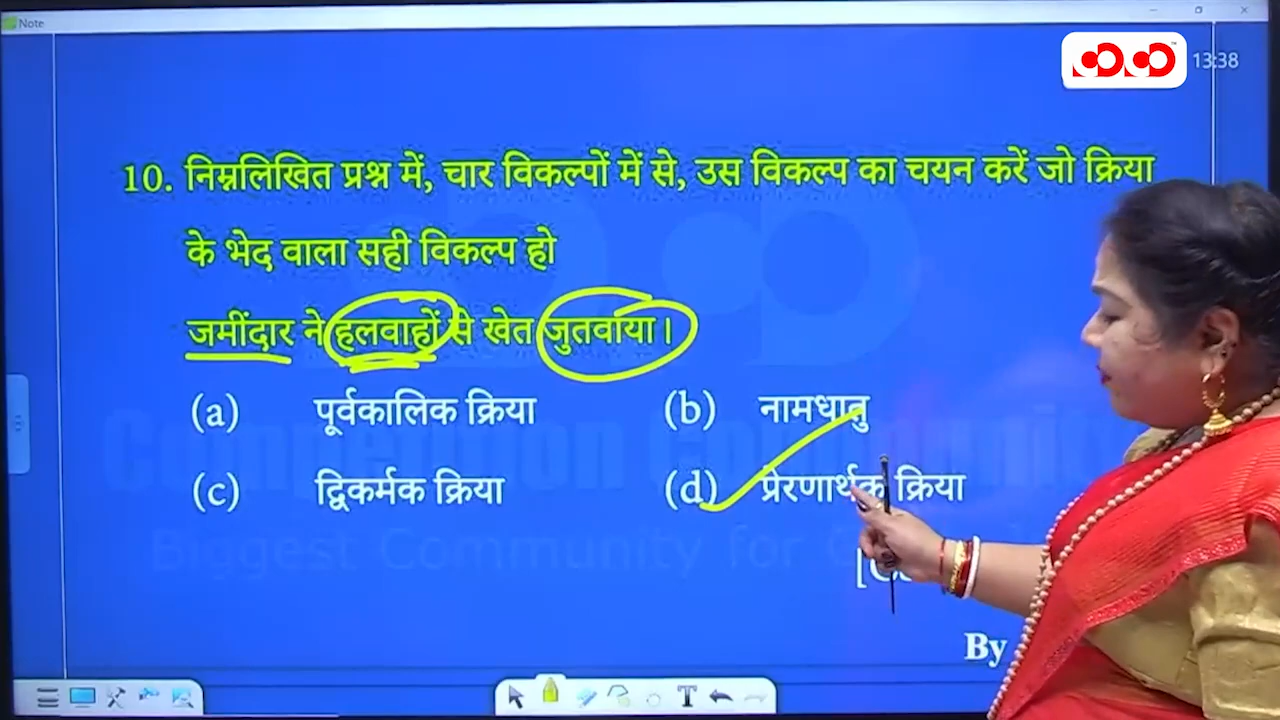 Note
13:38
10. निम्नलिखित प्रश्न में, चार विकल्पों में से, उस विकल्प का चयन करें जो क्रिया
के भेद वाला सही विकल्प हो
जमींदार ने हलवाहों से खेत जुतवाया।
(a) पूर्वकालिक क्रिया (b) नामधातु
(c) द्विकर्मक क्रिया (d) प्रेरणार्थक क्रिया
Biggest Community for
By